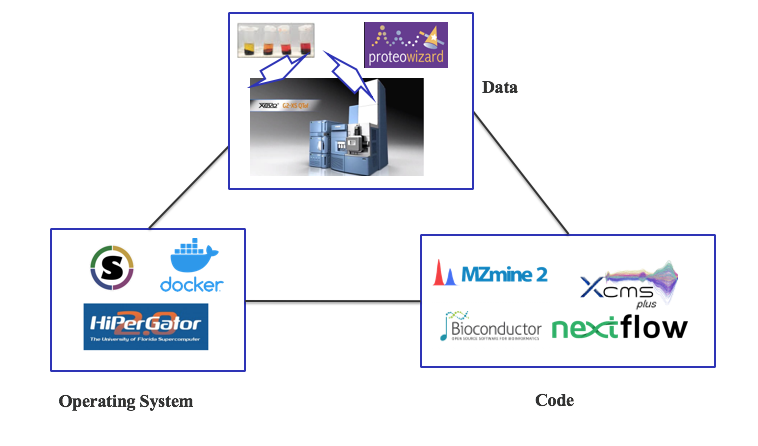 proteowizard
Data
S
docker
HiPerGator
2.0
The University of Florida Supercomputer
MZmine 2
Xcms
plus
Bioconductor
OPEN SOURCE SOFTWARE FOR BIOINFORMATICS
nextflow
Operating System
Code